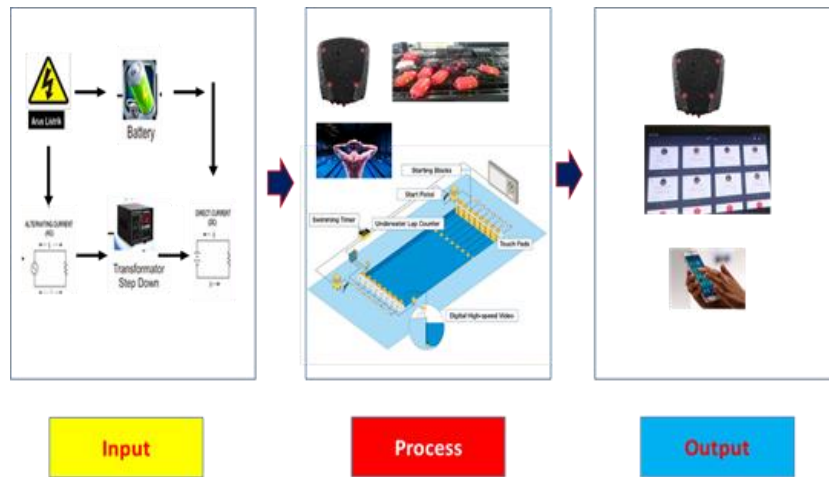 Arus Listrik
Battery
ALTERNATING CURRENT
(AC)
Transformator
Step Down
DIRECT CURRENT
(DC)
Starting Blocks
Start Point
Swimming Timer
Underwater Lap Counter
Touch Pads
Digital High-speed Video
Input
Process
Output